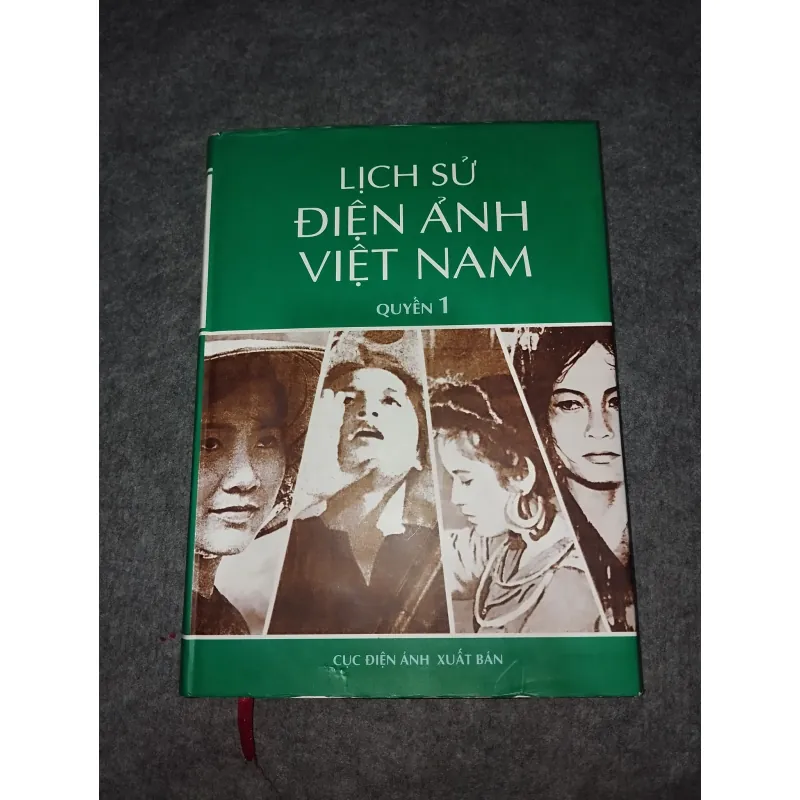 LỊCH SỬ
ĐIỆN ẢNH
VIỆT NAM
QUYỂN 1
CỤC ĐIỆN ẢNH XUẤT BẢN